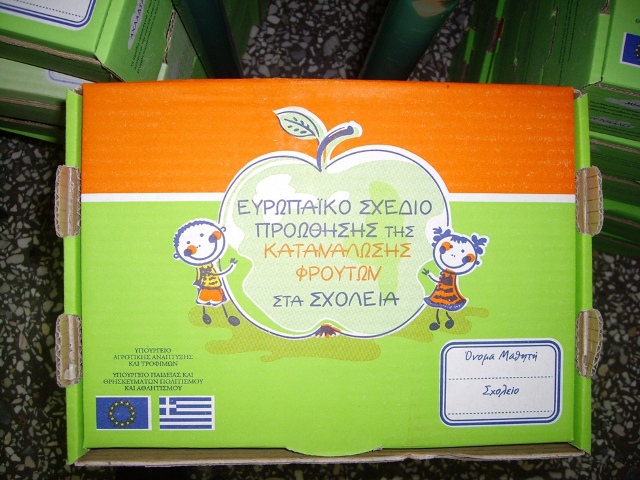 ΕΥΡΩΠΑΪΚΟ ΣΧΕΔΙΟ
ΠΡΟΩΘΗΣΗΣ ΤΗΣ
ΚΑΤΑΝΑΛΩΣΗΣ
ΦΡΟΥΤΩΝ
ΣΤΑ ΣΧΟΛΕΙΑ
ΥΠΟΥΡΓΕΙΟ
ΑΓΡΟΤΙΚΗΣ ΑΝΑΠΤΥΞΗΣ
ΚΑΙ ΤΡΟΦΙΜΩΝ
ΥΠΟΥΡΓΕΙΟ ΠΑΙΔΕΙΑΣ ΚΑΙ
ΘΡΗΣΚΕΥΜΑΤΩΝ ΠΟΛΙΤΙΣΜΟΥ
ΚΑΙ ΑΘΛΗΤΙΣΜΟΥ
Όνομα Μαθητή
Σχολείο